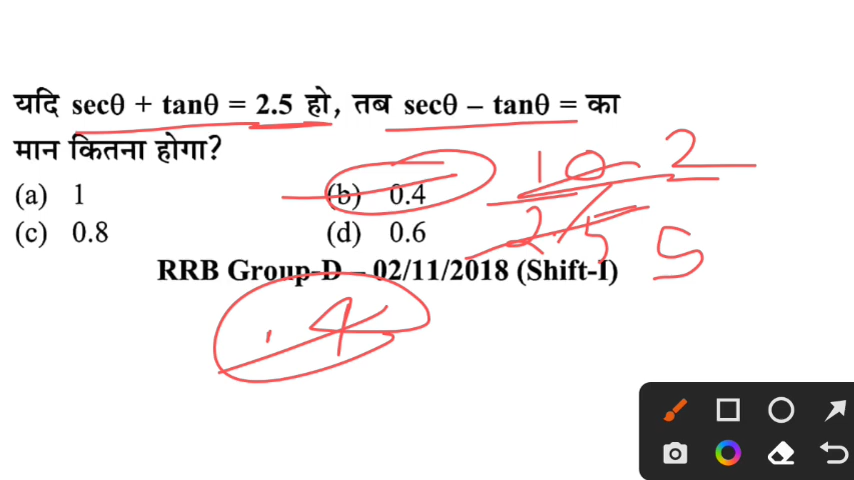 यदि secθ + tanθ = 2.5 हो, तब secθ – tanθ = का
मान कितना होगा?
(a) 1 (b) 0.4
(c) 0.8 (d) 0.6
RRB Group-D – 02/11/2018 (Shift-I)
10 2
2.5 5
.4